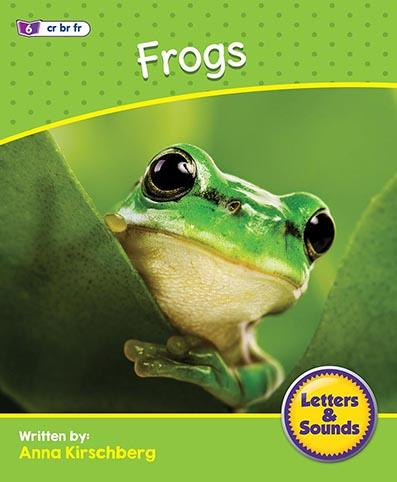 6 cr br fr
Frogs
Letters
&
Sounds
Written by:
Anna Kirschberg